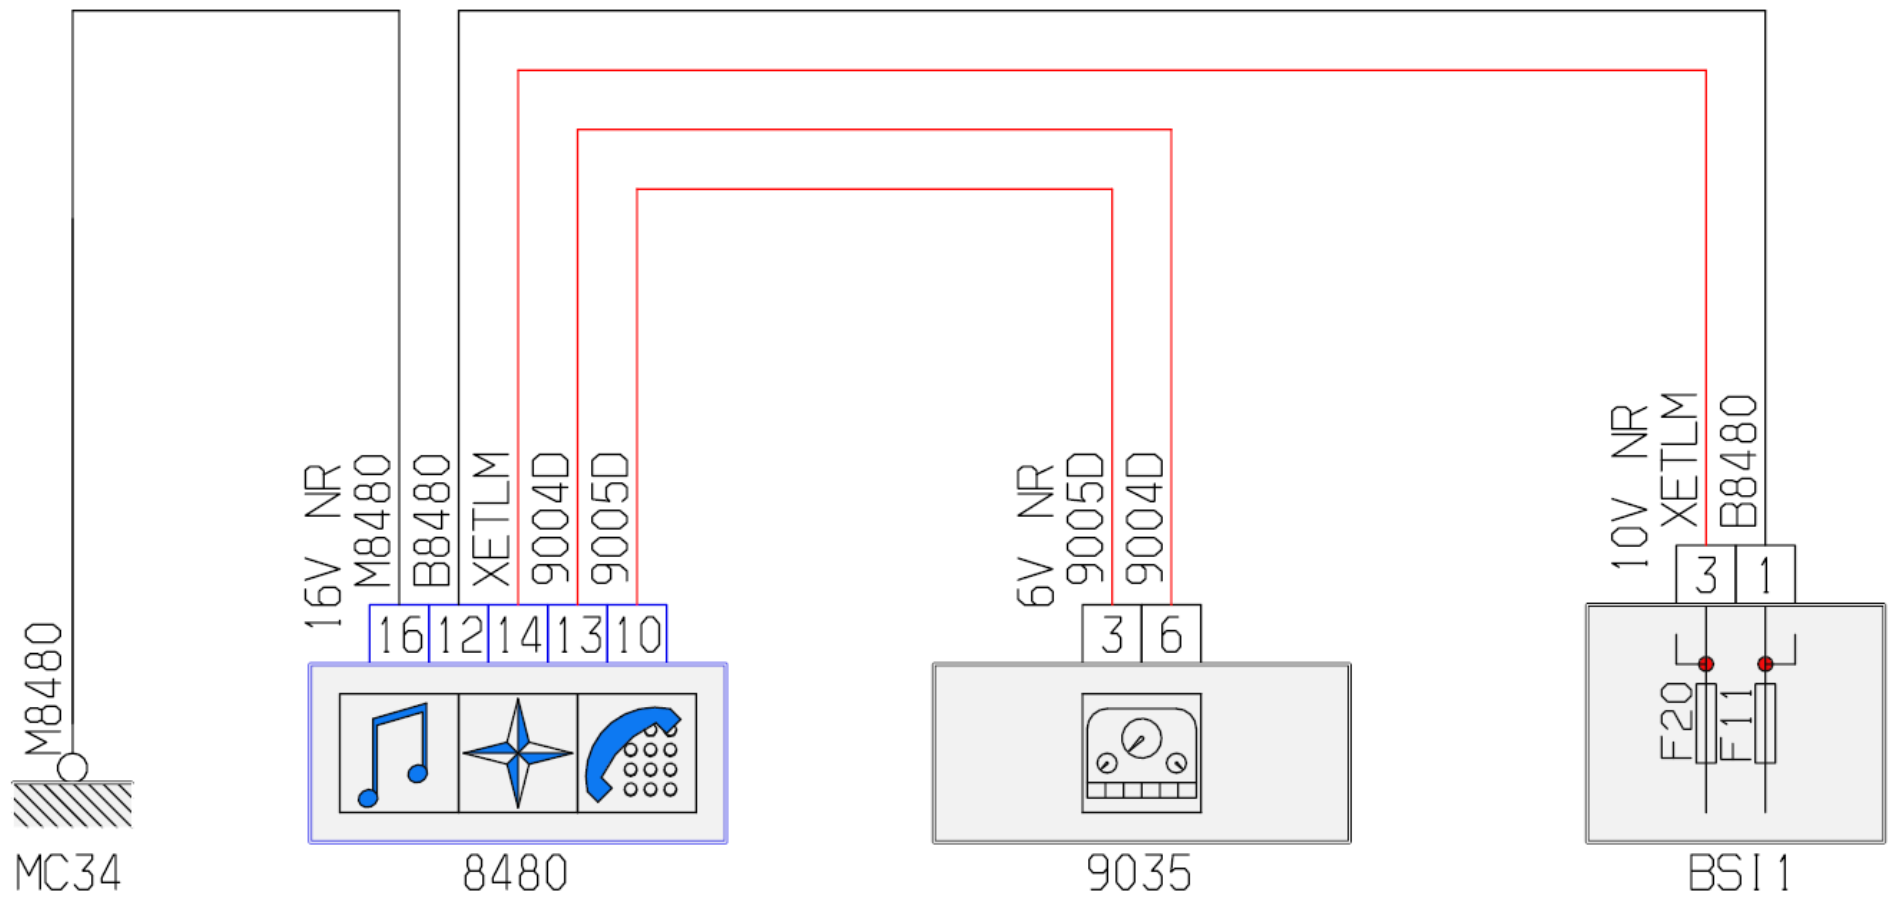 M8480
MC34
16V NR
M8480
B8480
XETLM
9004D
9005D
16 12 14 13 10
8480
6V NR
9005D
9004D
3 6
9035
10V NR
XETLM
B8480
3 1
F20
F11
BSI1